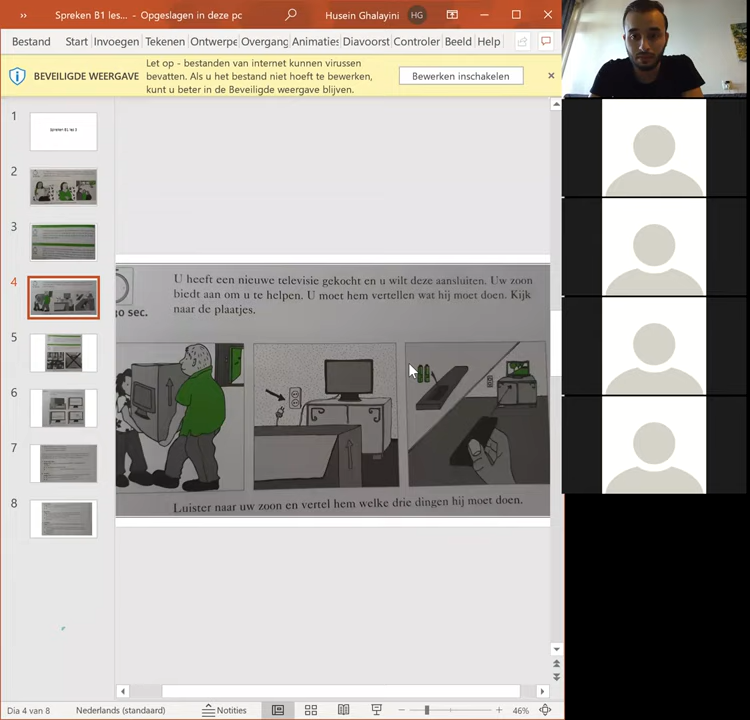 Spreken B1 les... - Opgeslagen in deze pc
Husein Ghalayini
HG
Bestand Start Invoegen Tekenen Ontwerpe Overgang Animaties Diavoorst Controler Beeld Help
BEVEILIGDE WEERGAVE
Let op - bestanden van internet kunnen virussen
bevatten. Als u het bestand niet hoeft te bewerken,
kunt u beter in de Beveiligde weergave blijven.
Bewerken inschakelen
1
Spreken B1 les 3
2
3
4
5
6
7
8
U heeft een nieuwe televisie gekocht en u wilt deze aansluiten. Uw zoon
biedt aan om u te helpen. U moet hem vertellen wat hij moet doen. Kijk
naar de plaatjes.
sec.
Luister naar uw zoon en vertel hem welke drie dingen hij moet doen.
Dia 4 van 8
Nederlands (standaard)
Notities
46%